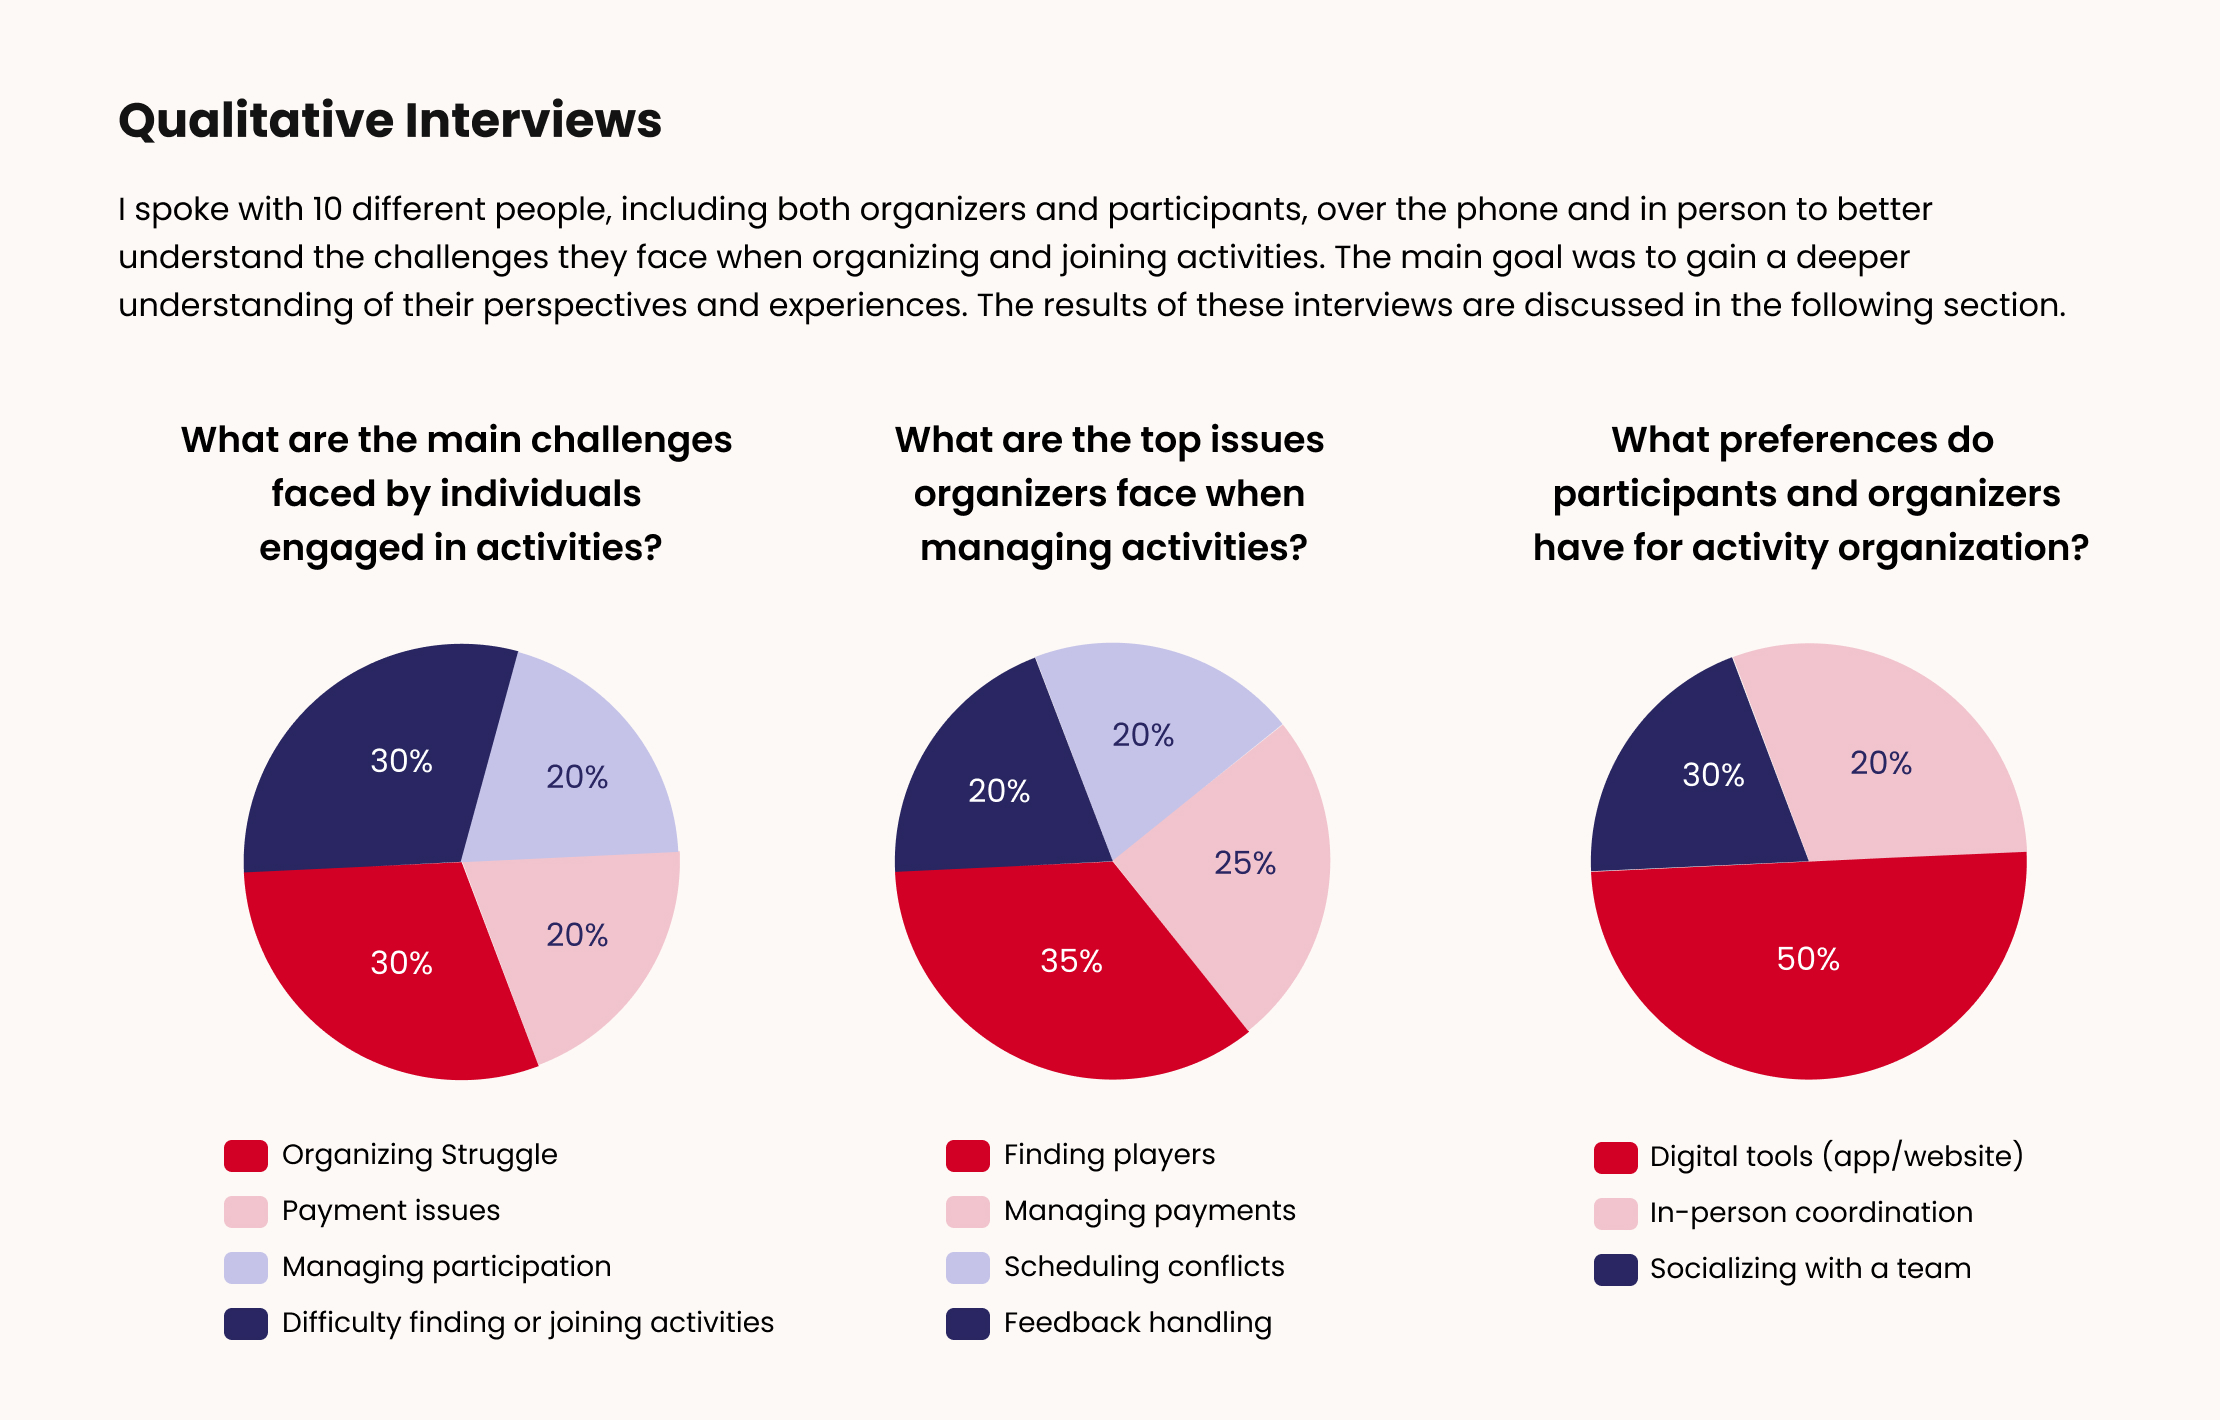 Qualitative Interviews
I spoke with 10 different people, including both organizers and participants, over the phone and in person to better
understand the challenges they face when organizing and joining activities. The main goal was to gain a deeper
understanding of their perspectives and experiences. The results of these interviews are discussed in the following section.
What are the main challenges
faced by individuals
engaged in activities?
30%
20%
20%
30%
Organizing Struggle
Payment issues
Managing participation
Difficulty finding or joining activities
What are the top issues
organizers face when
managing activities?
20%
20%
25%
35%
Finding players
Managing payments
Scheduling conflicts
Feedback handling
What preferences do
participants and organizers
have for activity organization?
20%
30%
50%
Digital tools (app/website)
In-person coordination
Socializing with a team